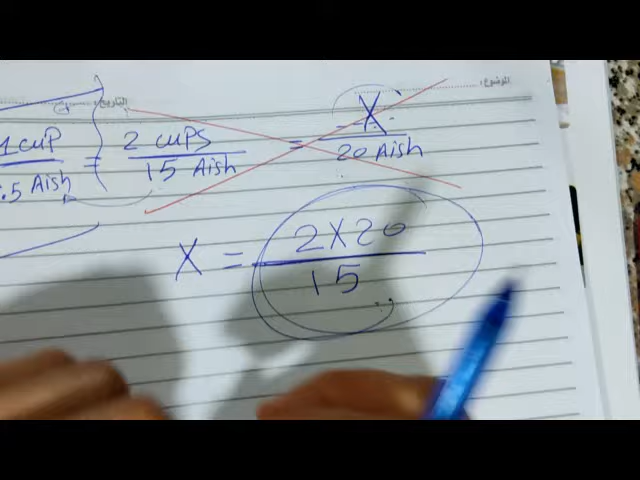 الموضوع:
التاريخ:
1 cup = 2 cups = X
.5 Aish 15 Aish 20 Aish
X = 2X20
15